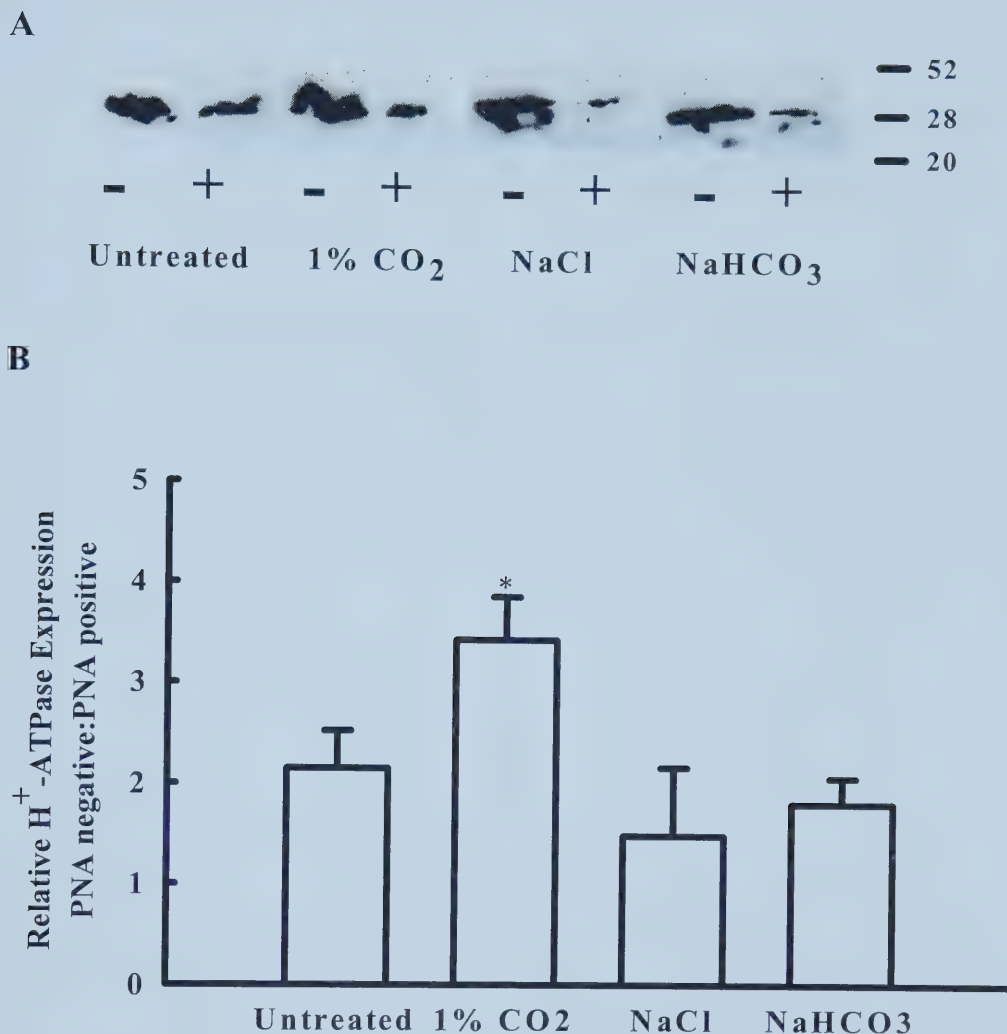 A
52
28
20
- + - + - + - +
Untreated 1% CO2 NaCl NaHCO3
B
Relative H+-ATPase Expression
PNA negative:PNA positive
5
4
3
2
1
0
*
Untreated 1% CO2 NaCl NaHCO3